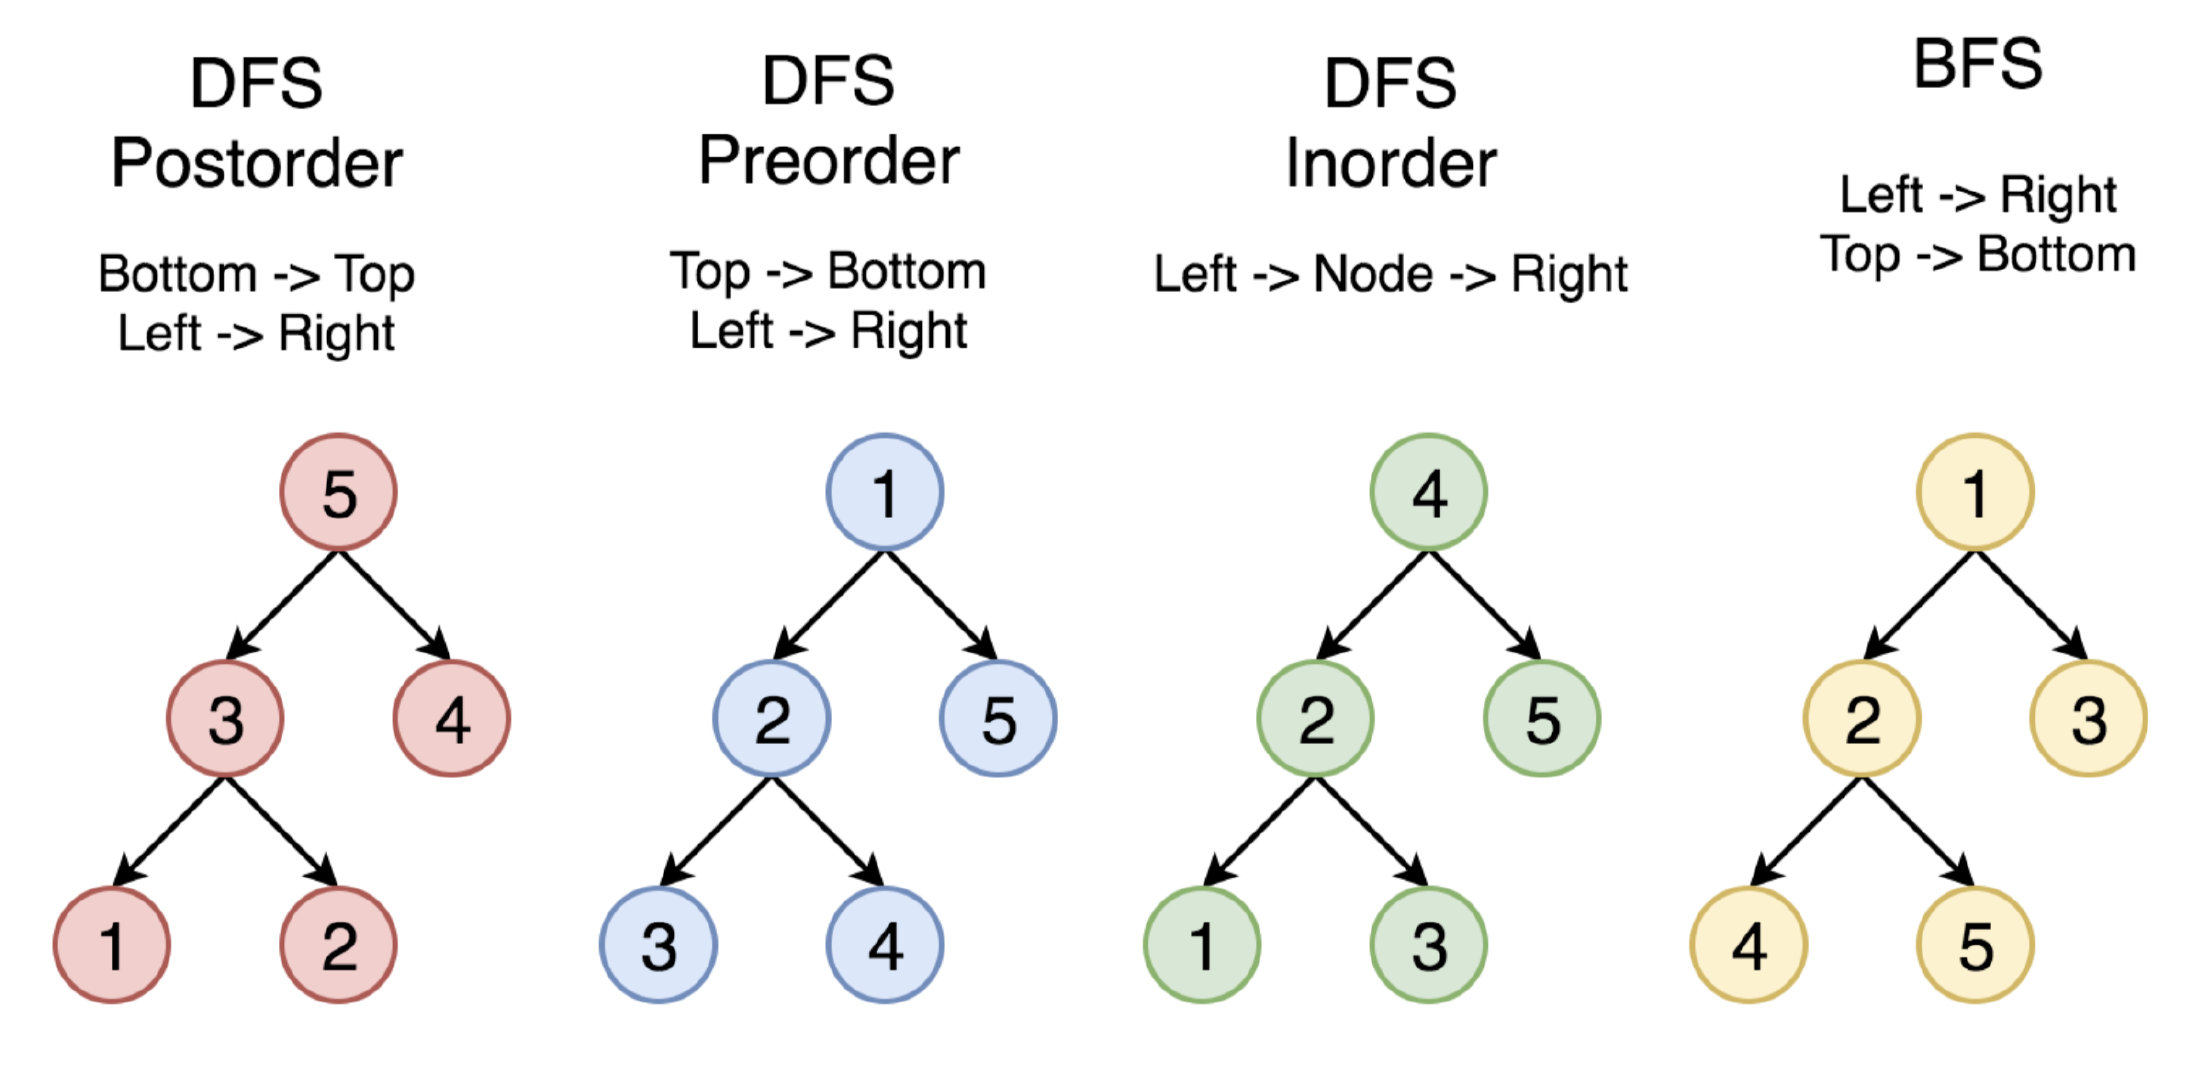 DFS
Postorder
Bottom -> Top
Left -> Right
5
3
4
1
2
DFS
Preorder
Top -> Bottom
Left -> Right
1
2
5
3
4
DFS
Inorder
Left -> Node -> Right
4
2
5
1
3
BFS
Left -> Right
Top -> Bottom
1
2
3
4
5